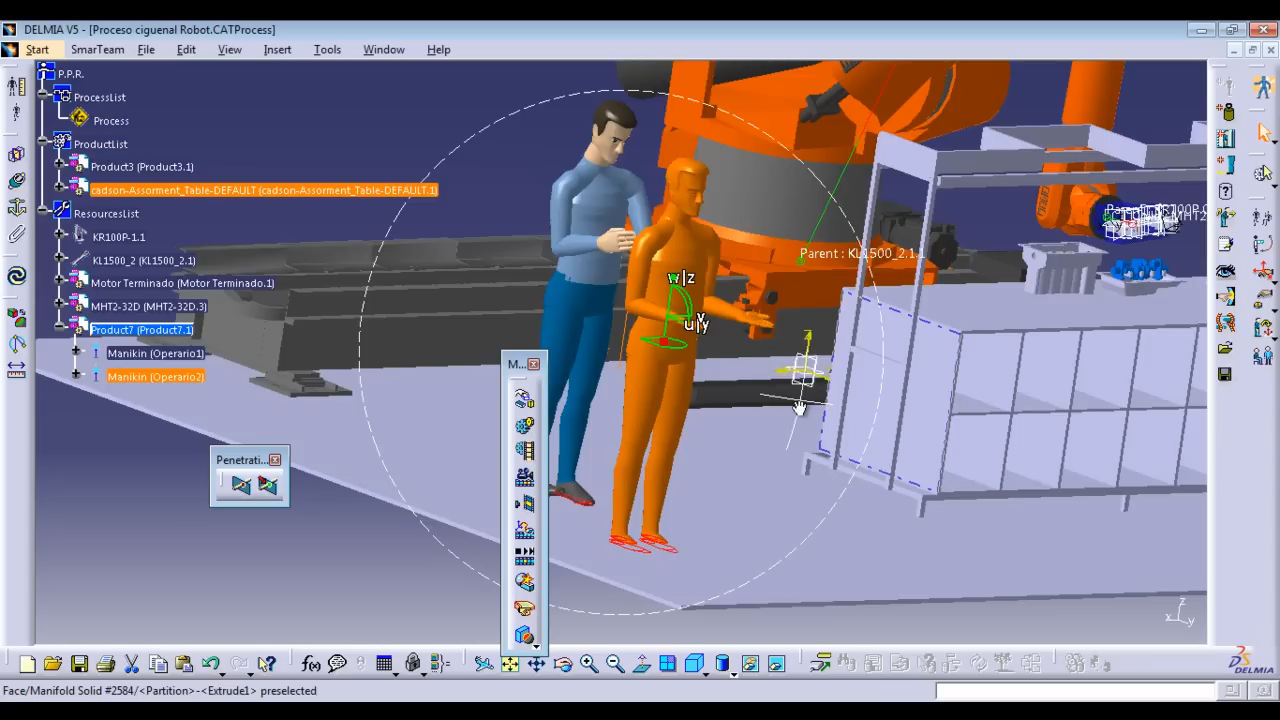 DELMIA V5 - [Proceso ciguenal Robot.CATProcess]
Start SmarTeam File Edit View Insert Tools Window Help
P.P.R.
ProcessList
Process
ProductList
Product3 (Product3.1)
cadson-Assorment_Table-DEFAULT (cadson-Assorment_Table-DEFAULT.1)
ResourcesList
KR100P-1.1
KL1500_2 (KL1500_2.1)
Motor Terminado (Motor Terminado.1)
MHT2-32D (MHT2-32D.3)
Product7 (Product7.1)
Manikin (Operario1)
Manikin (Operario2)
Parent : KL1500_2.1.1
w|z
u|y
M...
Penetrati...
z
x y
f(x)
DELMIA
Face/Manifold Solid #2584/<Partition>-<Extrude1> preselected